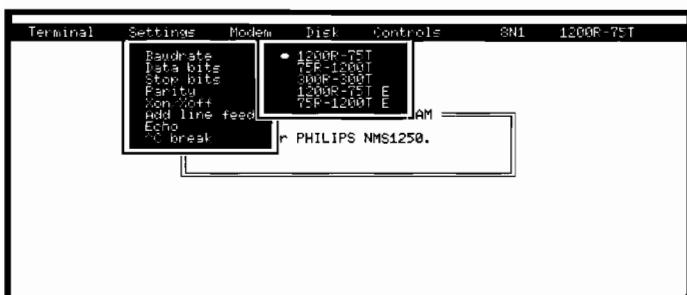 Terminal Settings Modem Disk Controls 8N1 1200R-75T
Baudrate
Data bits
Stop bits
Parity
Xon/Xoff
Add line feed
Echo
^C break
1200R-75T
75R-1200T
300R-300T
1200R-75T E
75R-1200T E
AM
r PHILIPS NMS1250.